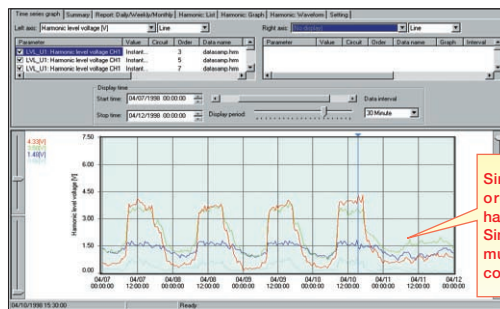 Time series graph Summary Report Daily/Weekly/Monthly Harmonic List Harmonic Graph Harmonic Waveform Setting
Left axis: Harmonic level voltage [V] Line Right axis: Line
Parameter Value Circuit Order Data name
LVL_U1: Harmonic level voltage CH1 Instant... 3 datasamp.hrm
LVL_U1: Harmonic level voltage CH1 Instant... 5 datasamp.hrm
LVL_U1: Harmonic level voltage CH1 Instant... 7 datasamp.hrm
Parameter Value Circuit Order Data name Graph Interval
Display time
Start time: 04/07/1998 00:00:00 Data interval
Stop time: 04/12/1998 00:00:00 Display period: 30 Minute
4.33[V]
1.48[V]
Harmonic level voltage [V]
7.50
6.00
4.50
3.00
1.50
0.00
04/07 04/07 04/08 04/08 04/09 04/09 04/10 04/10 04/11 04/11 04/12
00:00:00 12:00:00 00:00:00 12:00:00 00:00:00 12:00:00 00:00:00 12:00:00 00:00:00 12:00:00 00:00:00
Sin
or
ha
Sin
mu
co
04/10/1998 15:30:00 Ready